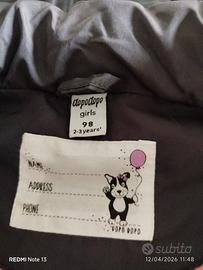 dopodopo
girls
98
2-3 years
NAME
ADDRESS
PHONE
DOPO DOPO
subito
REDMI Note 13
12/04/2026 11:48